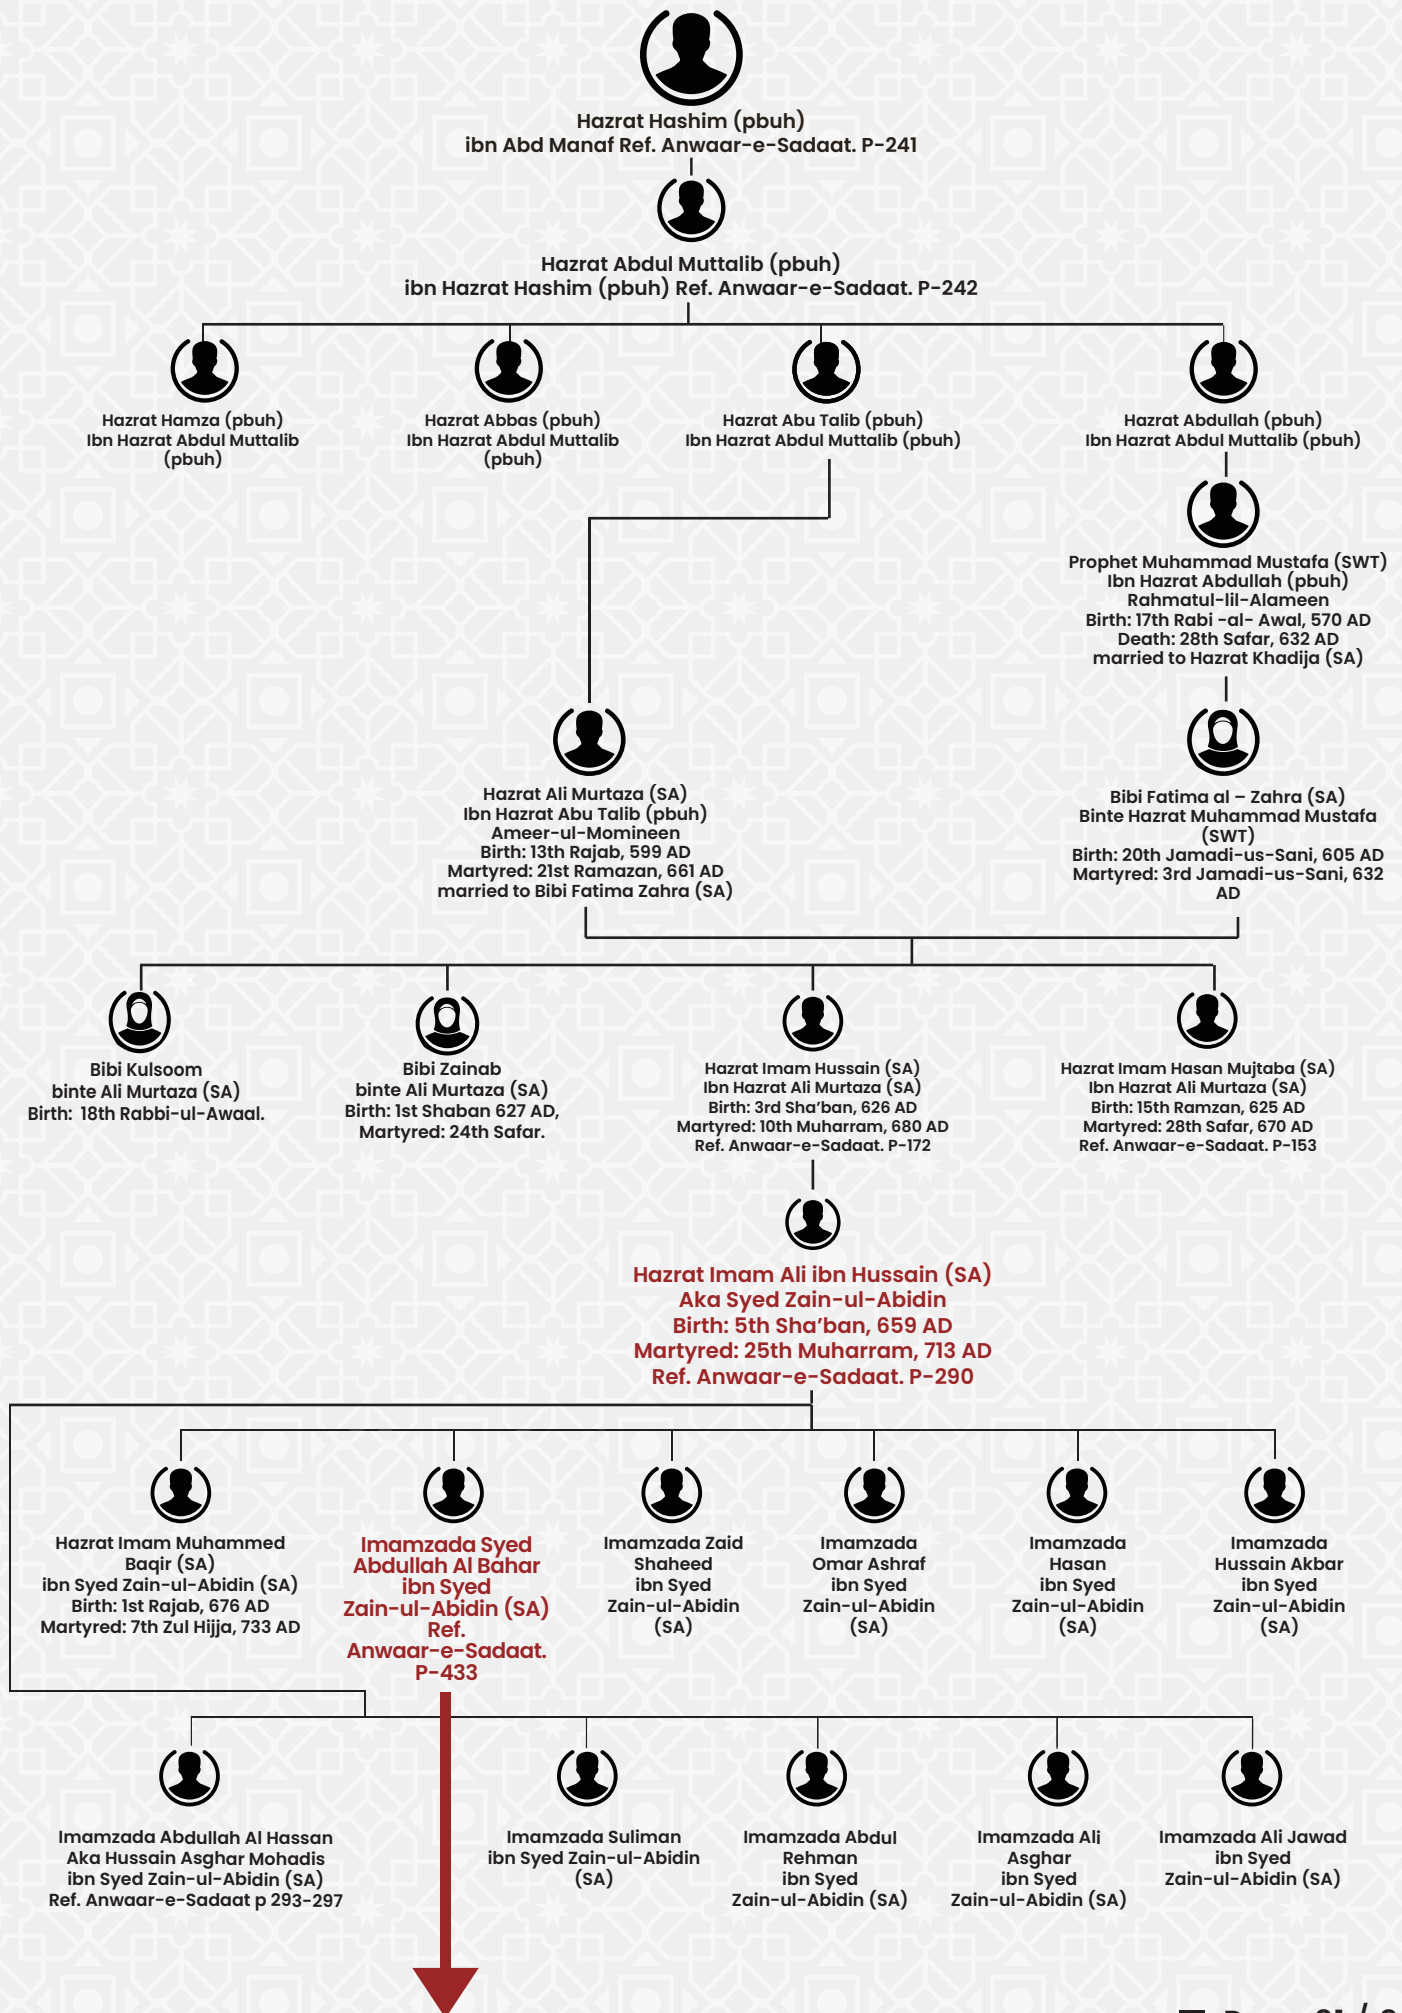 Hazrat Hashim (pbuh)
ibn Abd Manaf Ref. Anwaar-e-Sadaat. P-241
Hazrat Abdul Muttalib (pbuh)
ibn Hazrat Hashim (pbuh) Ref. Anwaar-e-Sadaat. P-242
Hazrat Hamza (pbuh)
Ibn Hazrat Abdul Muttalib
(pbuh)
Hazrat Abbas (pbuh)
Ibn Hazrat Abdul Muttalib
(pbuh)
Hazrat Abu Talib (pbuh)
Ibn Hazrat Abdul Muttalib (pbuh)
Hazrat Abdullah (pbuh)
Ibn Hazrat Abdul Muttalib (pbuh)
Prophet Muhammad Mustafa (SWT)
Ibn Hazrat Abdullah (pbuh)
Rahmatul-lil-Alameen
Birth: 17th Rabi -al- Awal, 570 AD
Death: 28th Safar, 632 AD
married to Hazrat Khadija (SA)
Hazrat Ali Murtaza (SA)
Ibn Hazrat Abu Talib (pbuh)
Ameer-ul-Momineen
Birth: 13th Rajab, 599 AD
Martyred: 21st Ramazan, 661 AD
married to Bibi Fatima Zahra (SA)
Bibi Fatima al – Zahra (SA)
Binte Hazrat Muhammad Mustafa
(SWT)
Birth: 20th Jamadi-us-Sani, 605 AD
Martyred: 3rd Jamadi-us-Sani, 632
AD
Bibi Kulsoom
binte Ali Murtaza (SA)
Birth: 18th Rabbi-ul-Awaal.
Bibi Zainab
binte Ali Murtaza (SA)
Birth: 1st Shaban 627 AD,
Martyred: 24th Safar.
Hazrat Imam Hussain (SA)
Ibn Hazrat Ali Murtaza (SA)
Birth: 3rd Sha'ban, 626 AD
Martyred: 10th Muharram, 680 AD
Ref. Anwaar-e-Sadaat. P-172
Hazrat Imam Hasan Mujtaba (SA)
Ibn Hazrat Ali Murtaza (SA)
Birth: 15th Ramzan, 625 AD
Martyred: 28th Safar, 670 AD
Ref. Anwaar-e-Sadaat. P-153
Hazrat Imam Ali ibn Hussain (SA)
Aka Syed Zain-ul-Abidin
Birth: 5th Sha'ban, 659 AD
Martyred: 25th Muharram, 713 AD
Ref. Anwaar-e-Sadaat. P-290
Hazrat Imam Muhammed
Baqir (SA)
ibn Syed Zain-ul-Abidin (SA)
Birth: 1st Rajab, 676 AD
Martyred: 7th Zul Hijja, 733 AD
Imamzada Syed
Abdullah Al Bahar
ibn Syed
Zain-ul-Abidin (SA)
Ref.
Anwaar-e-Sadaat.
P-433
Imamzada Zaid
Shaheed
ibn Syed
Zain-ul-Abidin
(SA)
Imamzada
Omar Ashraf
ibn Syed
Zain-ul-Abidin
(SA)
Imamzada
Hasan
ibn Syed
Zain-ul-Abidin
(SA)
Imamzada
Hussain Akbar
ibn Syed
Zain-ul-Abidin
(SA)
Imamzada Abdullah Al Hassan
Aka Hussain Asghar Mohadis
ibn Syed Zain-ul-Abidin (SA)
Ref. Anwaar-e-Sadaat p 293-297
Imamzada Suliman
ibn Syed Zain-ul-Abidin
(SA)
Imamzada Abdul
Rehman
ibn Syed
Zain-ul-Abidin (SA)
Imamzada Ali
Asghar
ibn Syed
Zain-ul-Abidin (SA)
Imamzada Ali Jawad
ibn Syed
Zain-ul-Abidin (SA)